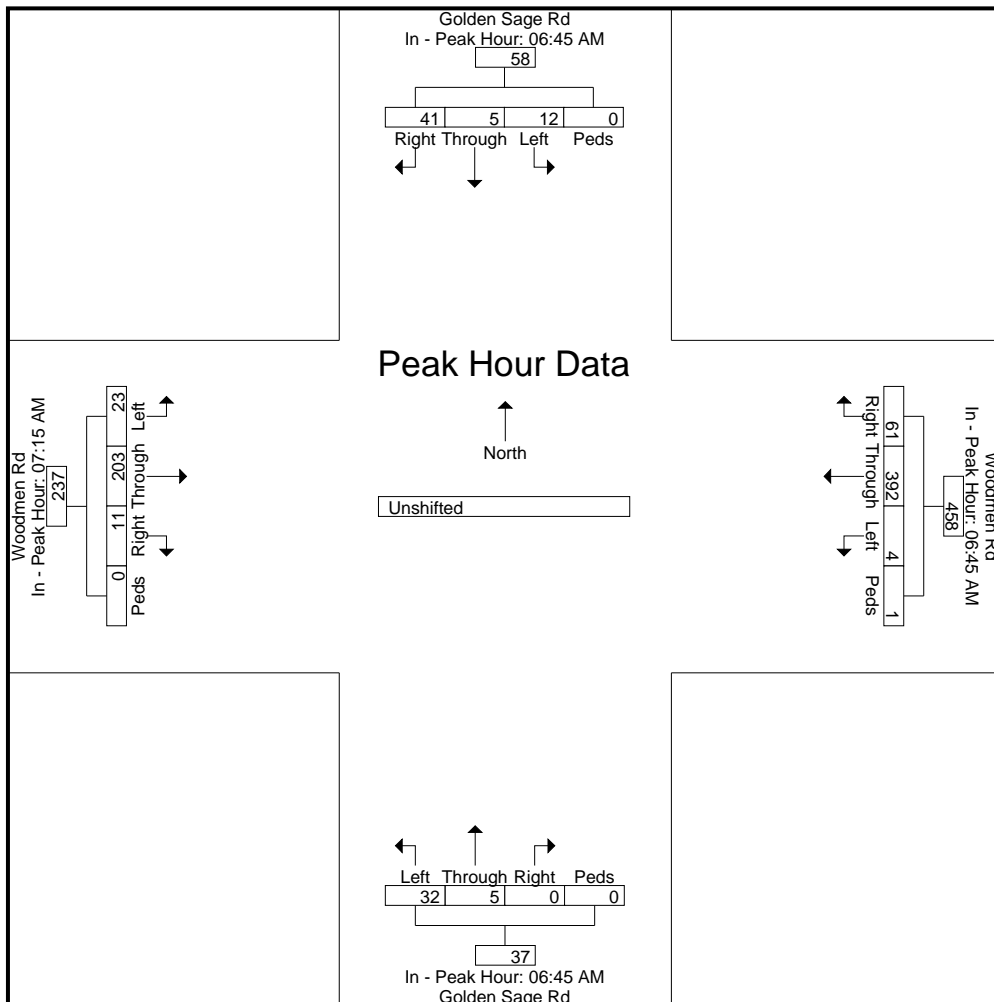 Golden Sage Rd
In - Peak Hour: 06:45 AM
58
41 5 12 0
Right Through Left Peds
Peak Hour Data
North
Unshifted
Woodmen Rd
In - Peak Hour: 07:15 AM
237
23 203 11 0
Left Through Right Peds
Woodmen Rd
In - Peak Hour: 06:45 AM
458
61 392 4 1
Right Through Left Peds
Left Through Right Peds
32 5 0 0
37
In - Peak Hour: 06:45 AM
Golden Sage Rd